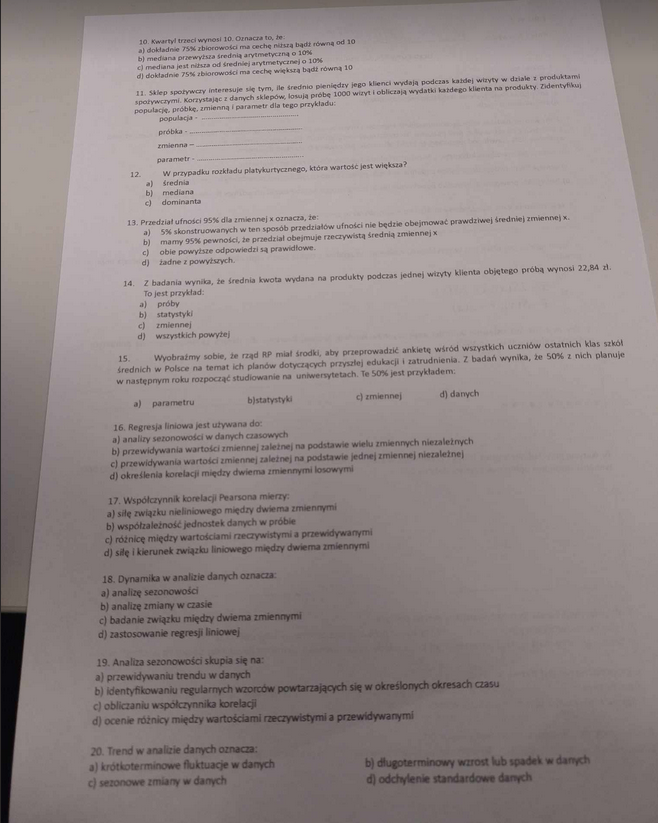 10. Kwartyl trzeci wynosi 10. Oznacza to, że:
a) dokładnie 75% zbiorowości ma cechę niższą bądź równą od 10
b) mediana przewyższa średnią arytmetyczną o 10%
c) mediana jest niższa od średniej arytmetycznej o 10%
d) dokładnie 75% zbiorowości ma cechę większą bądź równą 10
11. Sklep spożywczy interesuje się tym, ile średnio pieniędzy jego klienci wydają podczas każdej wizyty w dziale z produktami
spożywczymi. Korzystając z danych sklepów, losują próbę 1000 wizyt i obliczają wydatki każdego klienta na produkty. Zidentyfikuj
populację, próbkę, zmienną i parametr dla tego przykładu:
populacja - ................................
próbka - ................................
zmienna – ................................
parametr - ................................
12. W przypadku rozkładu platykurtycznego, która wartość jest większa?
a) średnia
b) mediana
c) dominanta
13. Przedział ufności 95% dla zmiennej x oznacza, że:
a) 5% skonstruowanych w ten sposób przedziałów ufności nie będzie obejmować prawdziwej średniej zmiennej x.
b) mamy 95% pewności, że przedział obejmuje rzeczywistą średnią zmiennej x
c) obie powyższe odpowiedzi są prawidłowe.
d) żadne z powyższych.
14. Z badania wynika, że średnia kwota wydana na produkty podczas jednej wizyty klienta objętego próbą wynosi 22,84 zł.
To jest przykład:
a) próby
b) statystyki
c) zmiennej
d) wszystkich powyżej
15. Wyobraźmy sobie, że rząd RP miał środki, aby przeprowadzić ankietę wśród wszystkich uczniów ostatnich klas szkół
średnich w Polsce na temat ich planów dotyczących przyszłej edukacji i zatrudnienia. Z badań wynika, że 50% z nich planuje
w następnym roku rozpocząć studiowanie na uniwersytetach. Te 50% jest przykładem:
a) parametru b)statystyki c) zmiennej d) danych
16. Regresja liniowa jest używana do:
a) analizy sezonowości w danych czasowych
b) przewidywania wartości zmiennej zależnej na podstawie wielu zmiennych niezależnych
c) przewidywania wartości zmiennej zależnej na podstawie jednej zmiennej niezależnej
d) określenia korelacji między dwiema zmiennymi losowymi
17. Współczynnik korelacji Pearsona mierzy:
a) siłę związku nieliniowego między dwiema zmiennymi
b) współzależność jednostek danych w próbie
c) różnicę między wartościami rzeczywistymi a przewidywanymi
d) siłę i kierunek związku liniowego między dwiema zmiennymi
18. Dynamika w analizie danych oznacza:
a) analizę sezonowości
b) analizę zmiany w czasie
c) badanie związku między dwiema zmiennymi
d) zastosowanie regresji liniowej
19. Analiza sezonowości skupia się na:
a) przewidywaniu trendu w danych
b) identyfikowaniu regularnych wzorców powtarzających się w określonych okresach czasu
c) obliczaniu współczynnika korelacji
d) ocenie różnicy między wartościami rzeczywistymi a przewidywanymi
20. Trend w analizie danych oznacza:
a) krótkoterminowe fluktuacje w danych b) długoterminowy wzrost lub spadek w danych
c) sezonowe zmiany w danych d) odchylenie standardowe danych